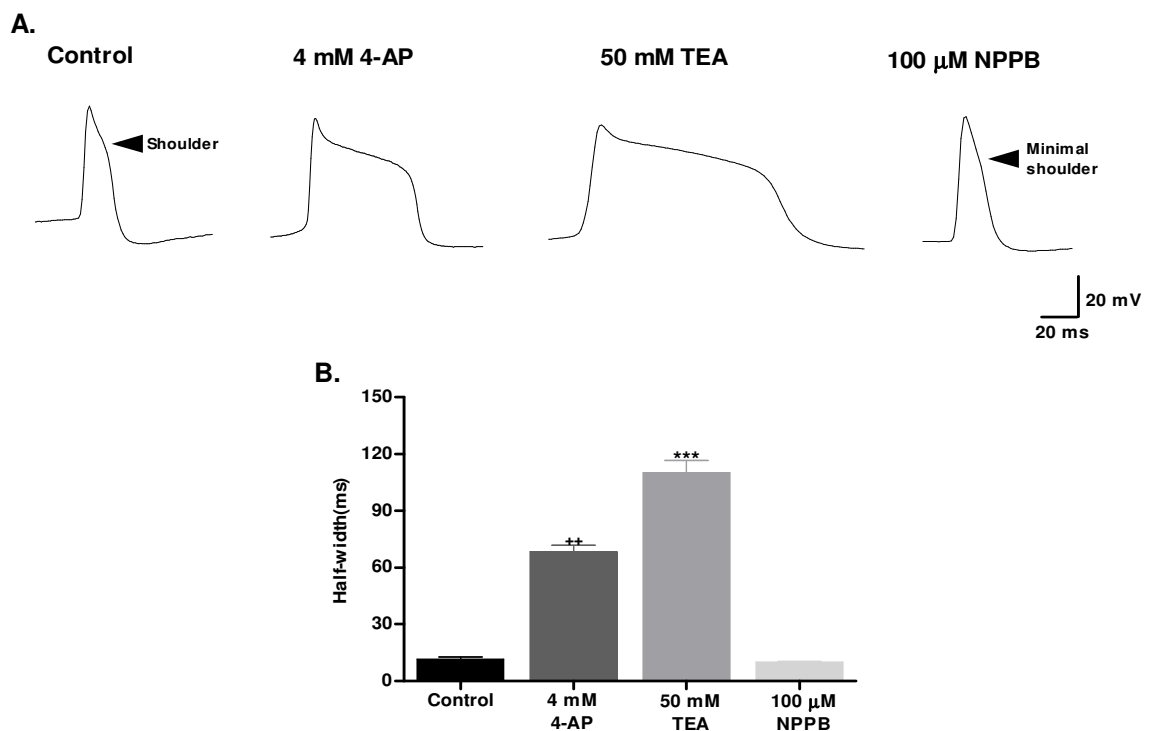 A.
Control
4 mM 4-AP
50 mM TEA
100 μM NPPB
Shoulder
Minimal
shoulder
20 mV
20 ms
B.
Half-width(ms)
150
120
90
60
30
0
++
***
Control
4 mM
4-AP
50 mM
TEA
100 μM
NPPB